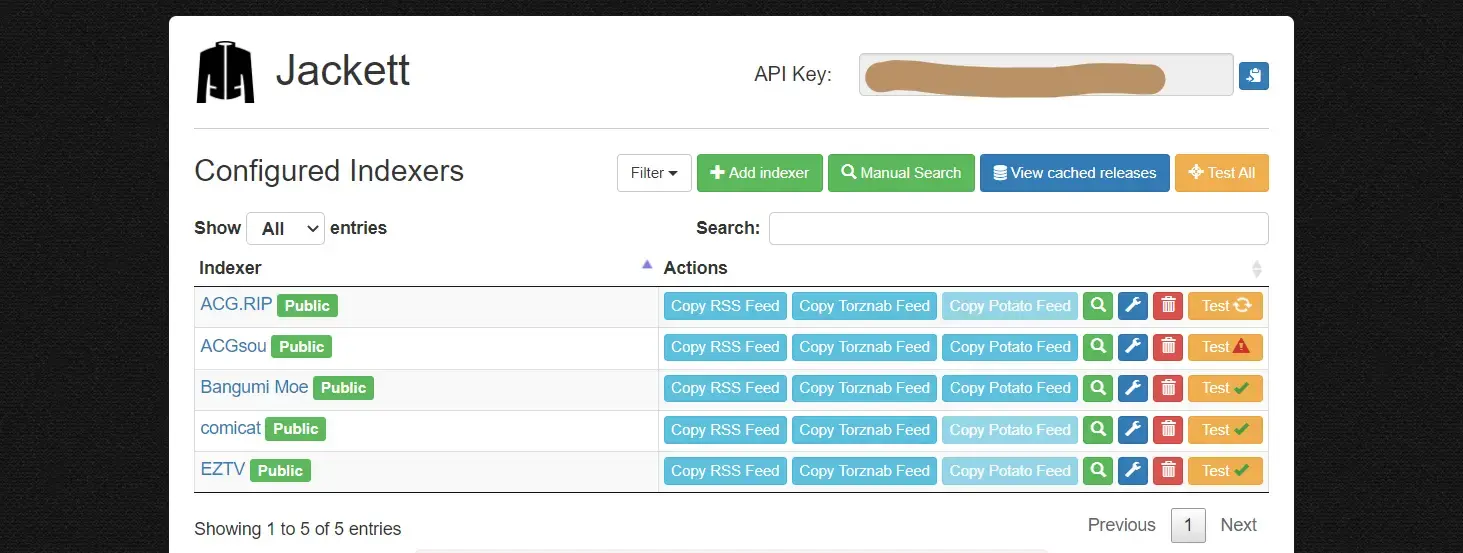 Jackett
API Key:
Configured Indexers
Filter Add indexer Manual Search View cached releases Test All
Show All entries Search:
Indexer Actions
ACG.RIP Public Copy RSS Feed Copy Torznab Feed Copy Potato Feed Test
ACGsou Public Copy RSS Feed Copy Torznab Feed Copy Potato Feed Test
Bangumi Moe Public Copy RSS Feed Copy Torznab Feed Copy Potato Feed Test
comicat Public Copy RSS Feed Copy Torznab Feed Copy Potato Feed Test
EZTV Public Copy RSS Feed Copy Torznab Feed Copy Potato Feed Test
Showing 1 to 5 of 5 entries Previous 1 Next